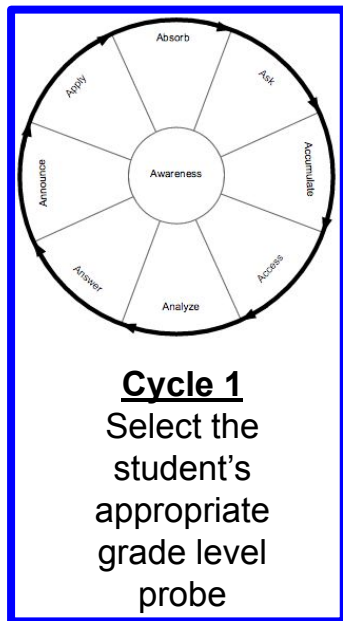 Absorb
Ask
Accumulate
Access
Analyze
Answer
Announce
Apply
Awareness
Cycle 1
Select the
student’s
appropriate
grade level
probe